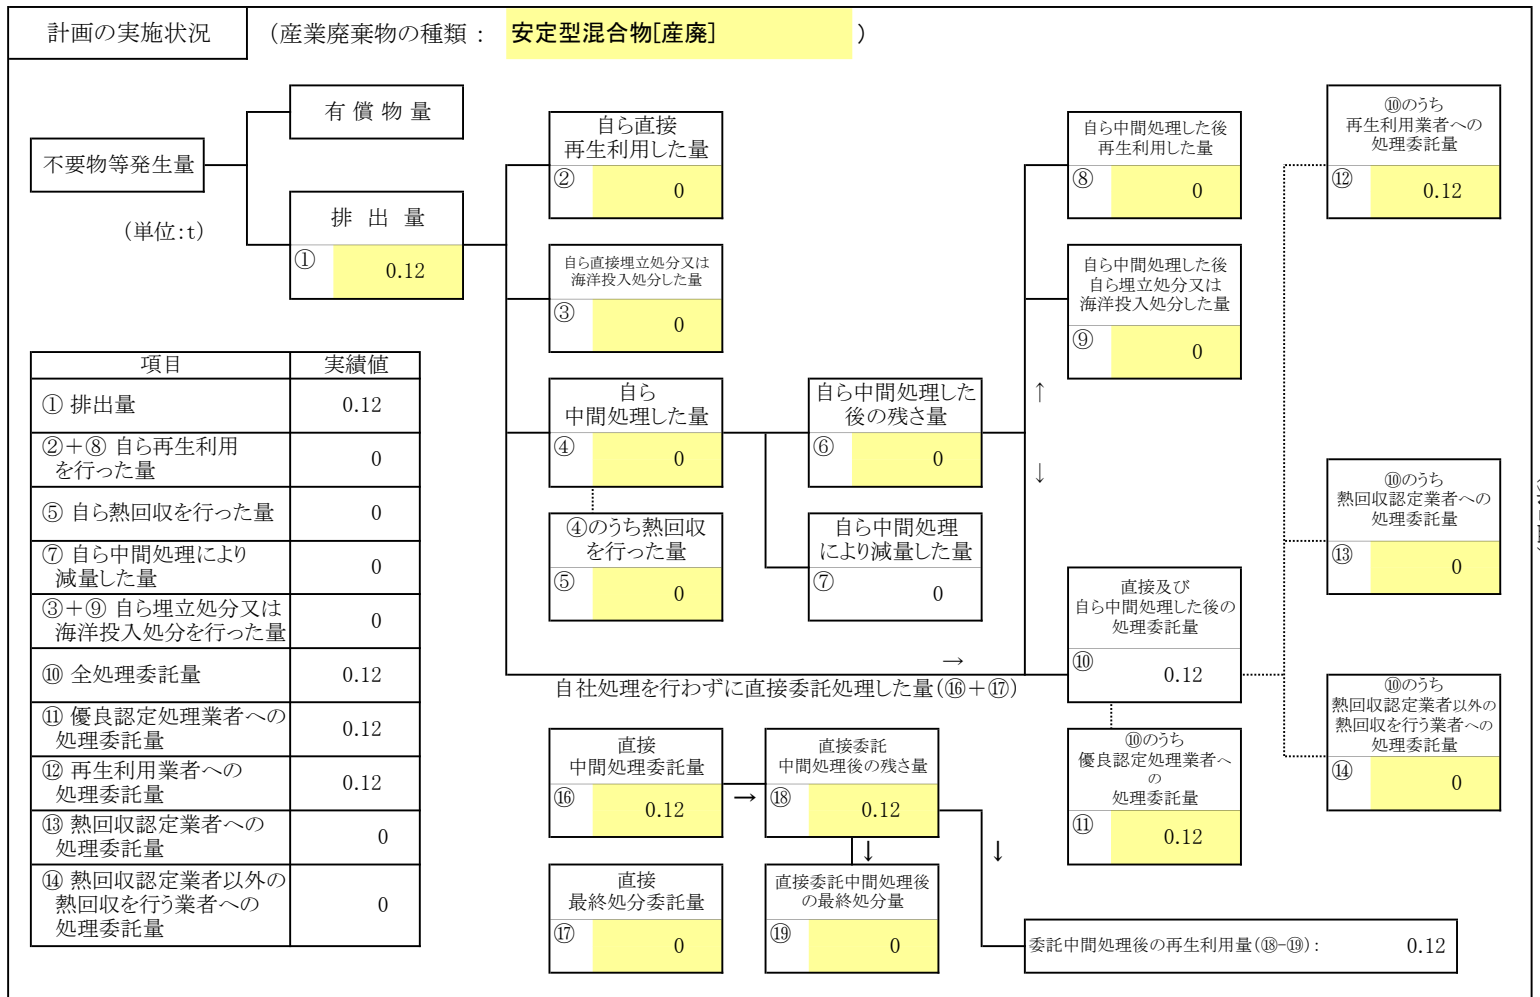 計画の実施状況
（産業廃棄物の種類： 安定型混合物[産廃] ）
不要物等発生量
（単位：t）
有 償 物 量
排 出 量
① 0.12
自ら直接
再生利用した量
② 0
自ら直接埋立処分又は
海洋投入処分した量
③ 0
自ら
中間処理した量
④ 0
④のうち熱回収
を行った量
⑤ 0
自ら中間処理した
後の残さ量
⑥ 0
自ら中間処理
により減量した量
⑦ 0
自ら中間処理した後
再生利用した量
⑧ 0
自ら中間処理した後
自ら埋立処分又は
海洋投入処分した量
⑨ 0
↑
↓
直接及び
自ら中間処理した後の
処理委託量
⑩ 0.12
⑩のうち
優良認定処理業者へ
の
処理委託量
⑪ 0.12
⑩のうち
再生利用業者への
処理委託量
⑫ 0.12
⑩のうち
熱回収認定業者への
処理委託量
⑬ 0
⑩のうち
熱回収認定業者以外の
熱回収を行う業者への
処理委託量
⑭ 0
→
自社処理を行わずに直接委託処理した量（⑯＋⑰）
直接
中間処理委託量
⑯ 0.12
→
直接委託
中間処理後の残さ量
⑱ 0.12
↓
↓
直接
最終処分委託量
⑰ 0
直接委託中間処理後
の最終処分量
⑲ 0
委託中間処理後の再生利用量（⑱-⑲）： 0.12
項目 実績値
① 排出量 0.12
②＋⑧ 自ら再生利用
を行った量 0
⑤ 自ら熱回収を行った量 0
⑦ 自ら中間処理により
減量した量 0
③＋⑨ 自ら埋立処分又は
海洋投入処分を行った量 0
⑩ 全処理委託量 0.12
⑪ 優良認定処理業者への
処理委託量 0.12
⑫ 再生利用業者への
処理委託量 0.12
⑬ 熱回収認定業者への
処理委託量 0
⑭ 熱回収認定業者以外の
熱回収を行う業者への
処理委託量 0